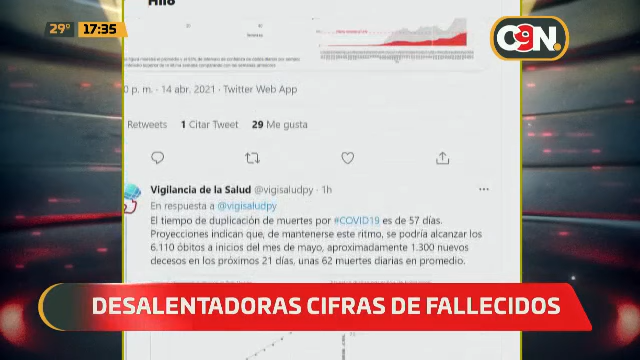 Hilo
29° 17:35
C9N.
0 p. m. · 14 abr. 2021 · Twitter Web App
Retweets 1 Citar Tweet 29 Me gusta
Vigilancia de la Salud @vigisaludpy · 1h
En respuesta a @vigisaludpy
El tiempo de duplicación de muertes por #COVID19 es de 57 días.
Proyecciones indican que, de mantenerse este ritmo, se podría alcanzar los
6.110 óbitos a inicios del mes de mayo, aproximadamente 1.300 nuevos
decesos en los próximos 21 días, unas 62 muertes diarias en promedio.
DESALENTADORAS CIFRAS DE FALLECIDOS